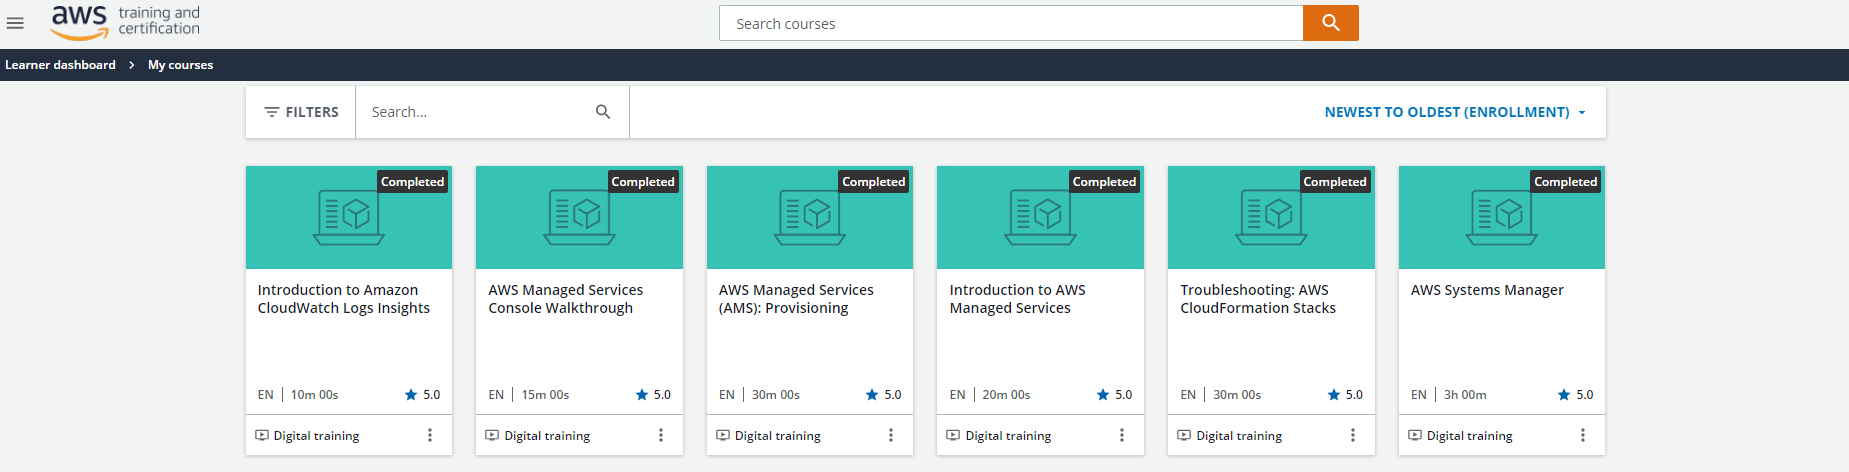 aws training and
certification
Search courses
Learner dashboard > My courses
FILTERS Search... NEWEST TO OLDEST (ENROLLMENT)
Completed
Introduction to Amazon
CloudWatch Logs Insights
EN | 10m 00s 5.0
Digital training
Completed
AWS Managed Services
Console Walkthrough
EN | 15m 00s 5.0
Digital training
Completed
AWS Managed Services
(AMS): Provisioning
EN | 30m 00s 5.0
Digital training
Completed
Introduction to AWS
Managed Services
EN | 20m 00s 5.0
Digital training
Completed
Troubleshooting: AWS
CloudFormation Stacks
EN | 30m 00s 5.0
Digital training
Completed
AWS Systems Manager
EN | 3h 00m 5.0
Digital training